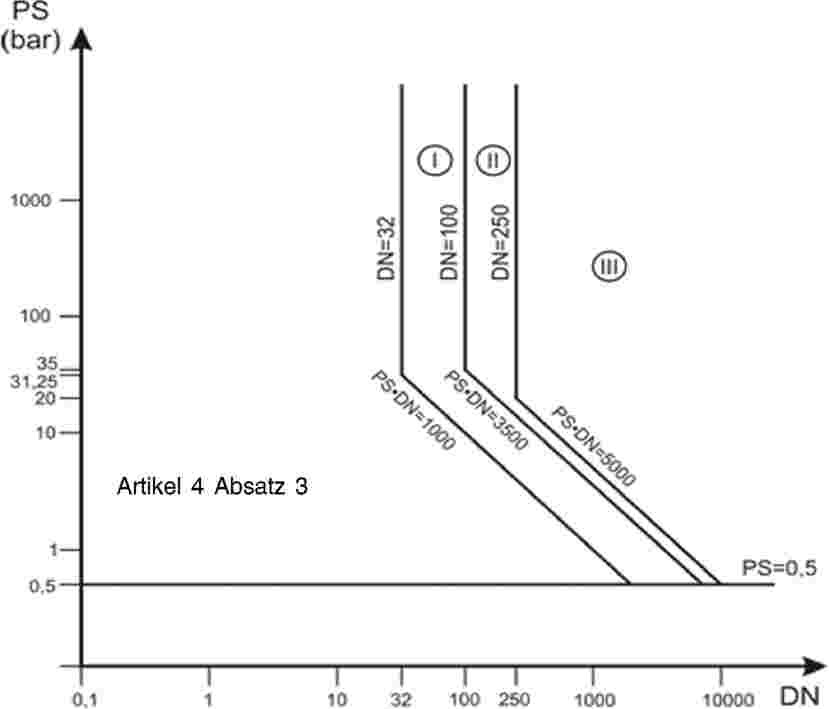 PS
(bar)
I
II
1000
DN=32
DN=100
DN=250
III
100
35
31,25
20
10
PS•DN=1000
PS•DN=3500
PS•DN=5000
Artikel 4 Absatz 3
1
0,5
PS=0,5
0,1
1
10
32
100
250
1000
10000
DN